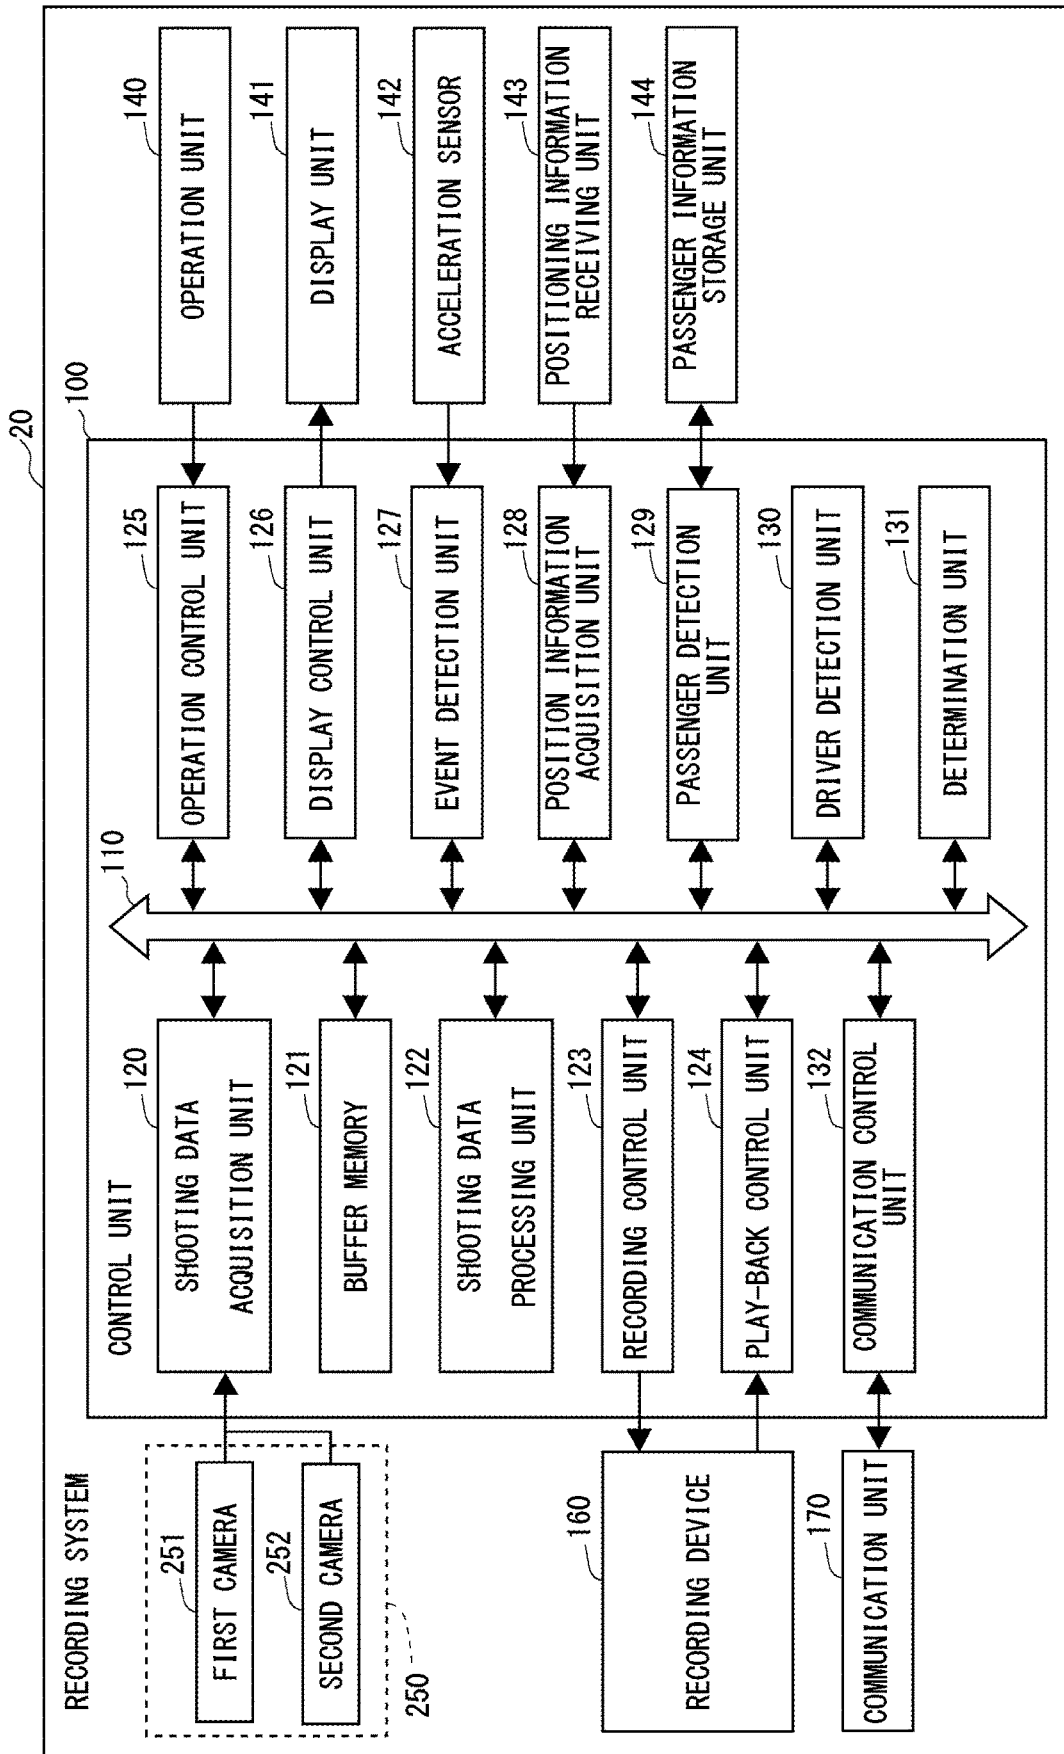 20
RECORDING SYSTEM
100
CONTROL UNIT
110
251
FIRST CAMERA
252
SECOND CAMERA
250
160
RECORDING DEVICE
170
COMMUNICATION UNIT
120
SHOOTING DATA
ACQUISITION UNIT
121
BUFFER MEMORY
122
SHOOTING DATA
PROCESSING UNIT
123
RECORDING CONTROL UNIT
124
PLAY-BACK CONTROL UNIT
132
COMMUNICATION CONTROL
UNIT
125
OPERATION CONTROL UNIT
126
DISPLAY CONTROL UNIT
127
EVENT DETECTION UNIT
128
POSITION INFORMATION
ACQUISITION UNIT
129
PASSENGER DETECTION
UNIT
130
DRIVER DETECTION UNIT
131
DETERMINATION UNIT
140
OPERATION UNIT
141
DISPLAY UNIT
142
ACCELERATION SENSOR
143
POSITIONING INFORMATION
RECEIVING UNIT
144
PASSENGER INFORMATION
STORAGE UNIT